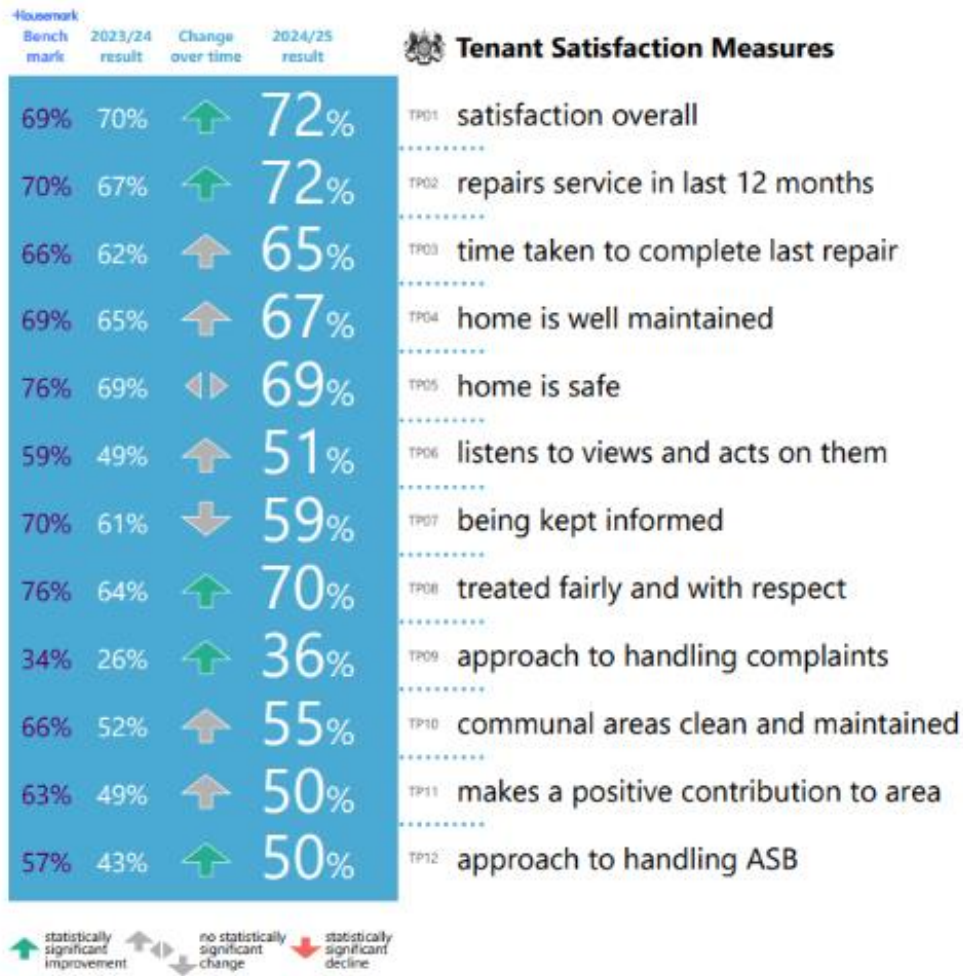 Housemark
Bench mark 2023/24 result Change over time 2024/25 result Tenant Satisfaction Measures
69% 70% 72% TP01 satisfaction overall
70% 67% 72% TP02 repairs service in last 12 months
66% 62% 65% TP03 time taken to complete last repair
69% 65% 67% TP04 home is well maintained
76% 69% 69% TP05 home is safe
59% 49% 51% TP06 listens to views and acts on them
70% 61% 59% TP07 being kept informed
76% 64% 70% TP08 treated fairly and with respect
34% 26% 36% TP09 approach to handling complaints
66% 52% 55% TP10 communal areas clean and maintained
63% 49% 50% TP11 makes a positive contribution to area
57% 43% 50% TP12 approach to handling ASB
statistically significant improvement no statistically significant change statistically significant decline